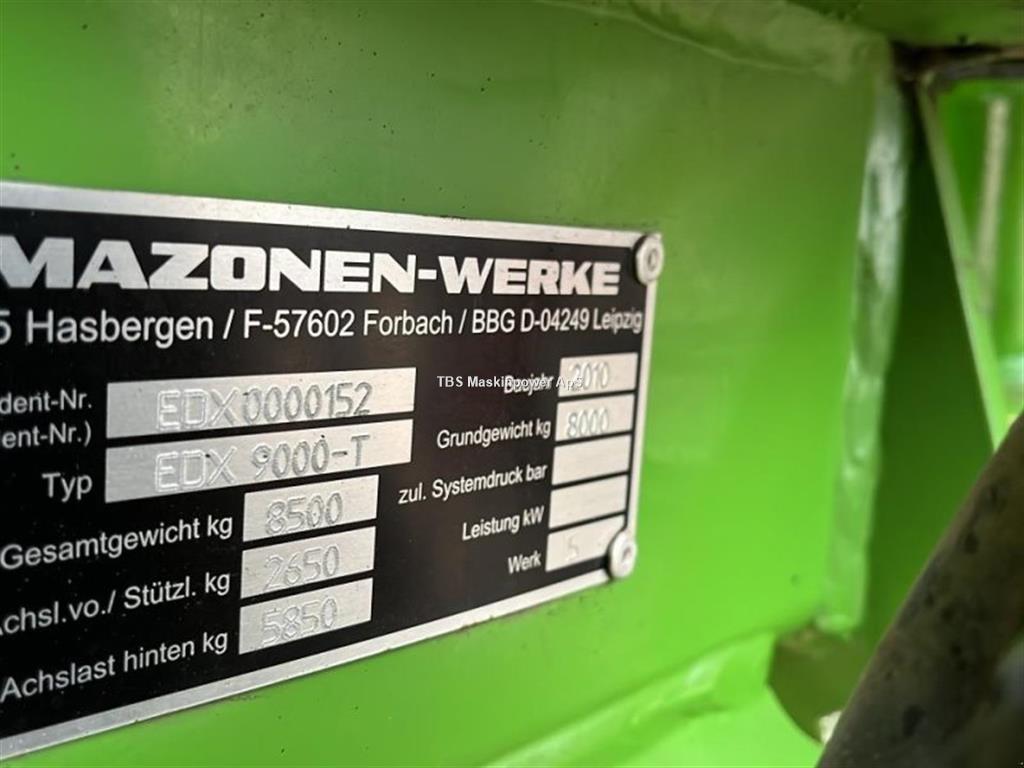 MAZONEN-WERKE
5 Hasbergen / F-57602 Forbach / BBG D-04249 Leipzig
dent-Nr. EDX0000152
ent-Nr.)
Typ EDX 9000-T
Gesamtgewicht kg 8500
chsl.vo./ Stützl. kg 2650
Achslast hinten kg 5850
Baujahr 2010
Grundgewicht kg 8000
zul. Systemdruck bar
Leistung kW
Werk 5
TBS Maskinpower ApS